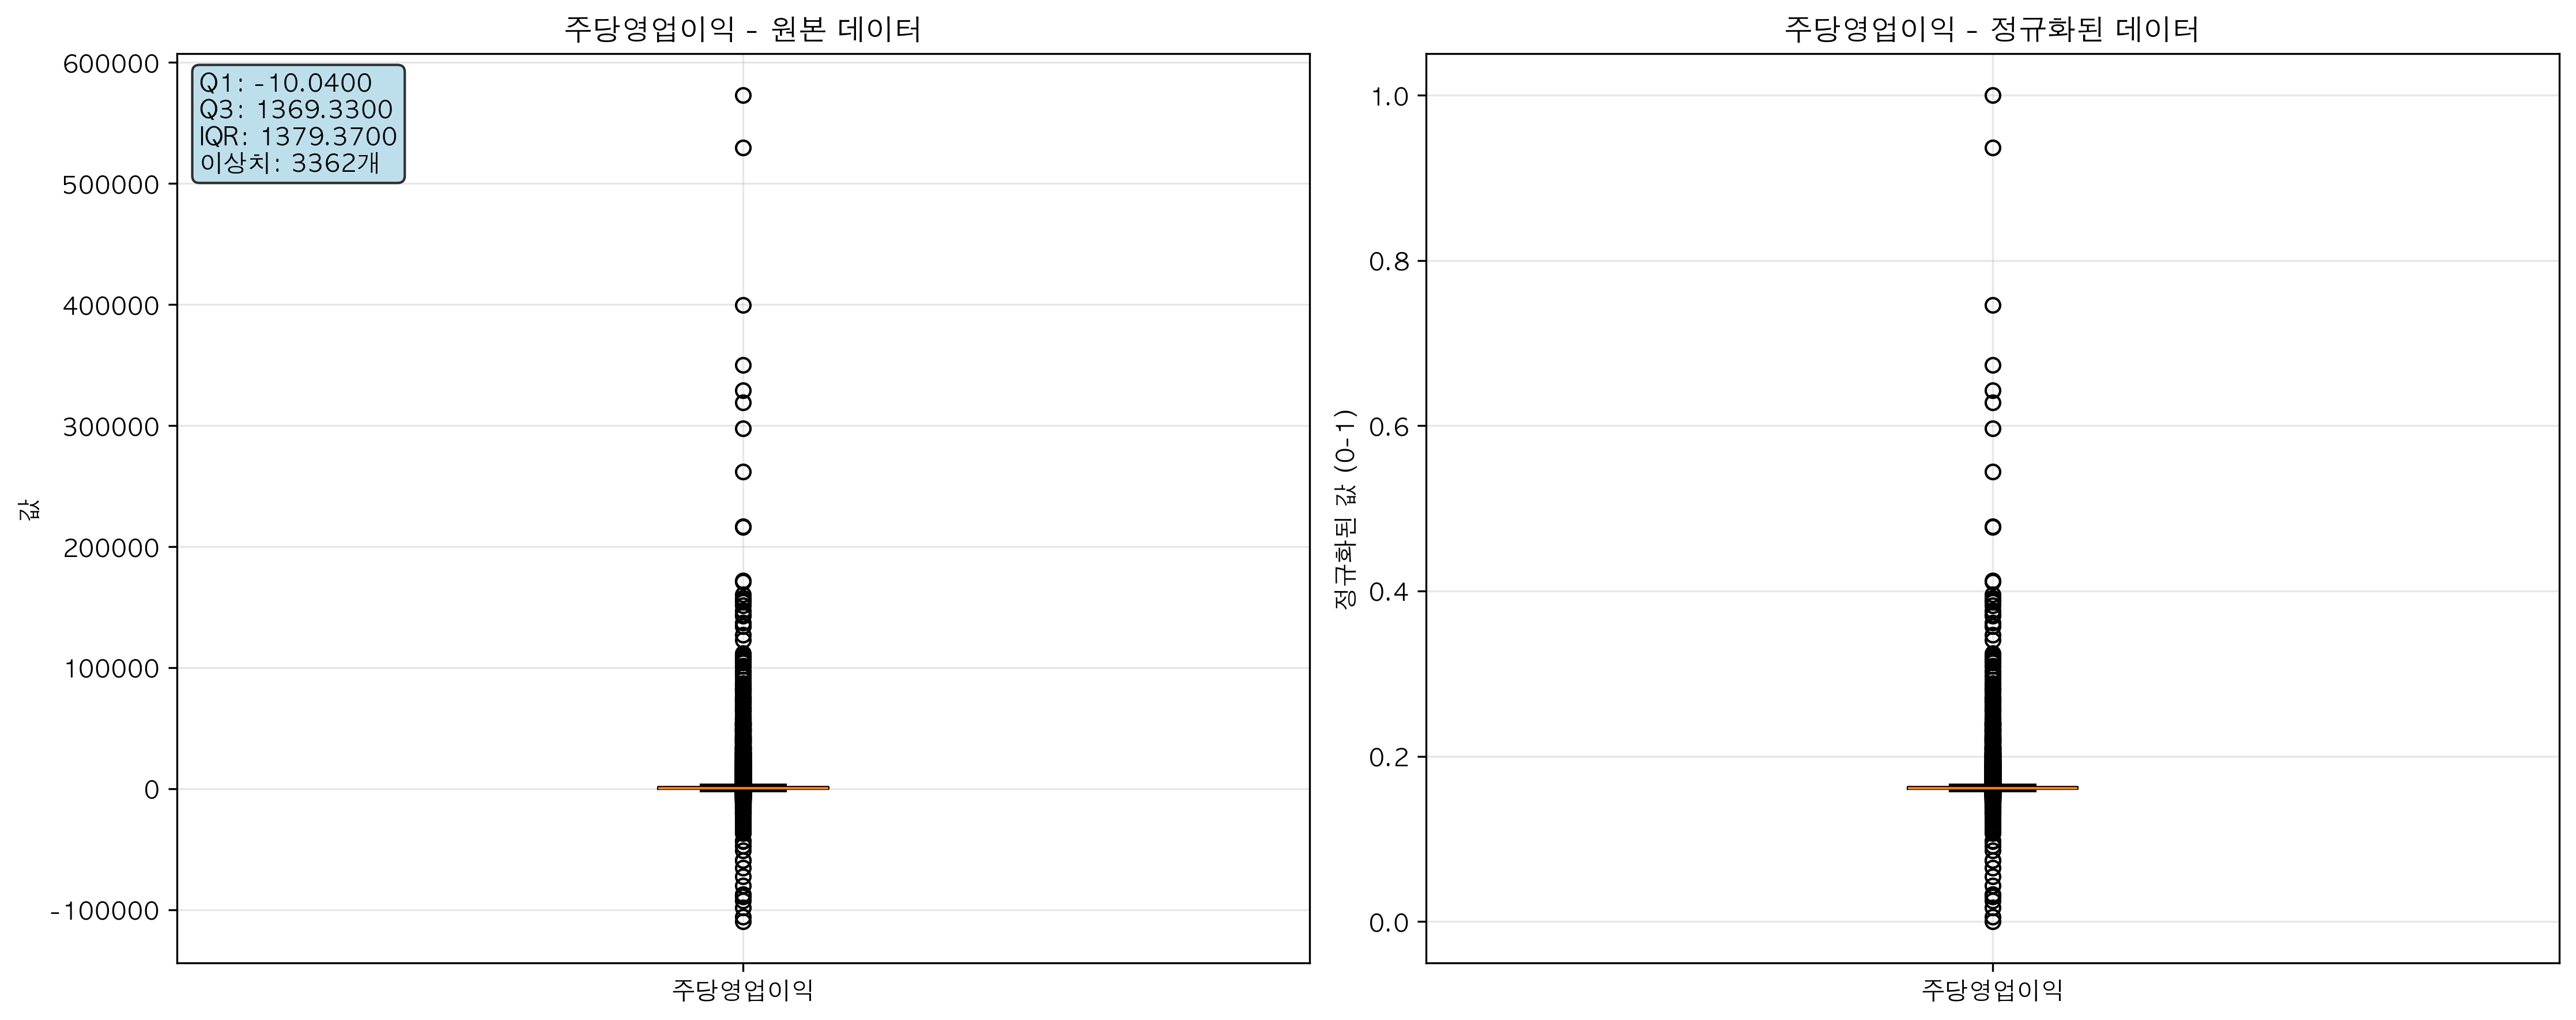 주당영업이익 - 원본 데이터
600000
500000
400000
300000
200000
100000
0
-100000
값
Q1: -10.0400
Q3: 1369.3300
IQR: 1379.3700
이상치: 3362개
주당영업이익
주당영업이익 - 정규화된 데이터
1.0
0.8
0.6
0.4
0.2
0.0
정규화된 값 (0-1)
주당영업이익